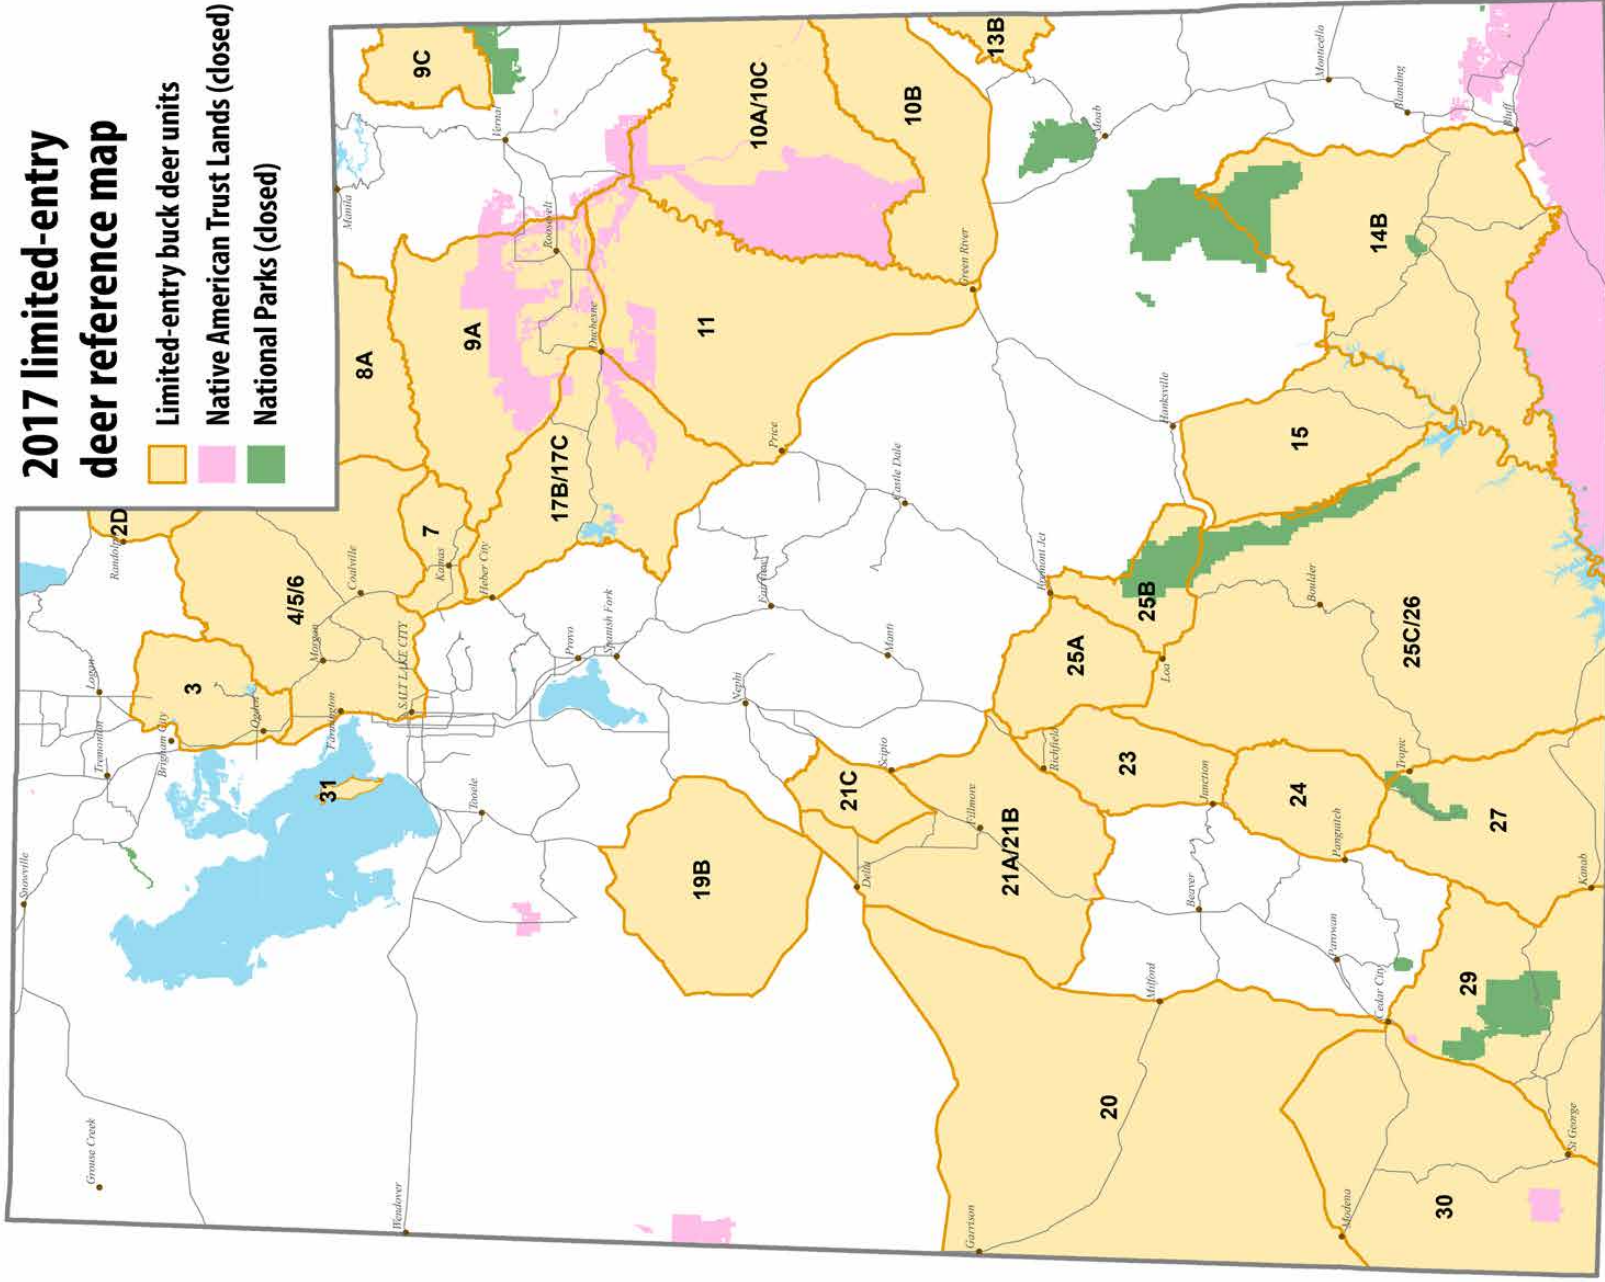 2017 limited-entry
deer reference map
Limited-entry buck deer units
Native American Trust Lands (closed)
National Parks (closed)
9C
Vernal
Manila
Roosevelt
9A
8A
Duchesne
11
10A/10C
10B
13B
Moab
Monticello
Blanding
Bluff
14B
Green River
Hanksville
15
Price
Castle Dale
17B/17C
7
Kamas
Heber City
2D
Randolph
Coalville
4/5/6
Morgan
3
Logan
Ogden
Farmington
SALT LAKE CITY
Brigham City
Tremonton
Snowville
31
Tooele
Provo
Spanish Fork
Fairview
Manti
Nephi
Fremont Jct
25B
25A
Loa
Boulder
25C/26
Scipio
Richfield
23
Junction
24
Tropic
27
Panguitch
Kanab
21C
Fillmore
21A/21B
Delta
19B
Beaver
Parowan
Milford
Cedar City
29
20
St George
30
Modena
Garrison
Wendover
Grouse Creek